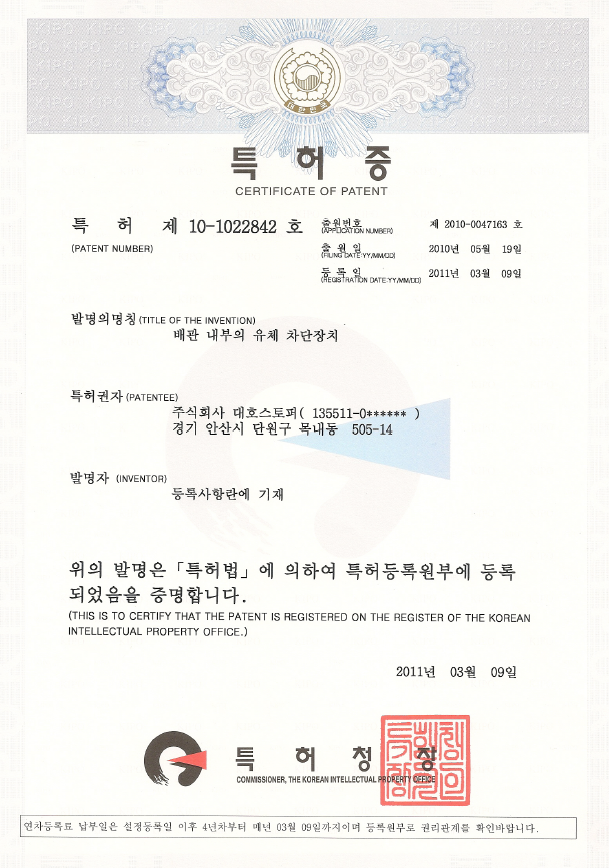 KIPO KIPO KIPO KIPO KIPO KIPO
대한민국
특 허 증
CERTIFICATE OF PATENT
특 허 제 10-1022842 호
(PATENT NUMBER)
출원번호 제 2010-0047163 호
(APPLICATION NUMBER)
출 원 일 2010년 05월 19일
(FILING DATE:YY/MM/DD)
등 록 일 2011년 03월 09일
(REGISTRATION DATE:YY/MM/DD)
발명의명칭 (TITLE OF THE INVENTION)
배관 내부의 유체 차단장치
특허권자 (PATENTEE)
주식회사 대호스토퍼( 135511-0****** )
경기 안산시 단원구 목내동 505-14
발명자 (INVENTOR)
등록사항란에 기재
위의 발명은 「특허법」에 의하여 특허등록원부에 등록
되었음을 증명합니다.
(THIS IS TO CERTIFY THAT THE PATENT IS REGISTERED ON THE REGISTER OF THE KOREAN
INTELLECTUAL PROPERTY OFFICE.)
2011년 03월 09일
특 허 청 장
COMMISSIONER, THE KOREAN INTELLECTUAL PROPERTY OFFICE
연차등록료 납부일은 설정등록일 이후 4년차부터 매년 03월 09일까지이며 등록원부로 권리관계를 확인바랍니다.